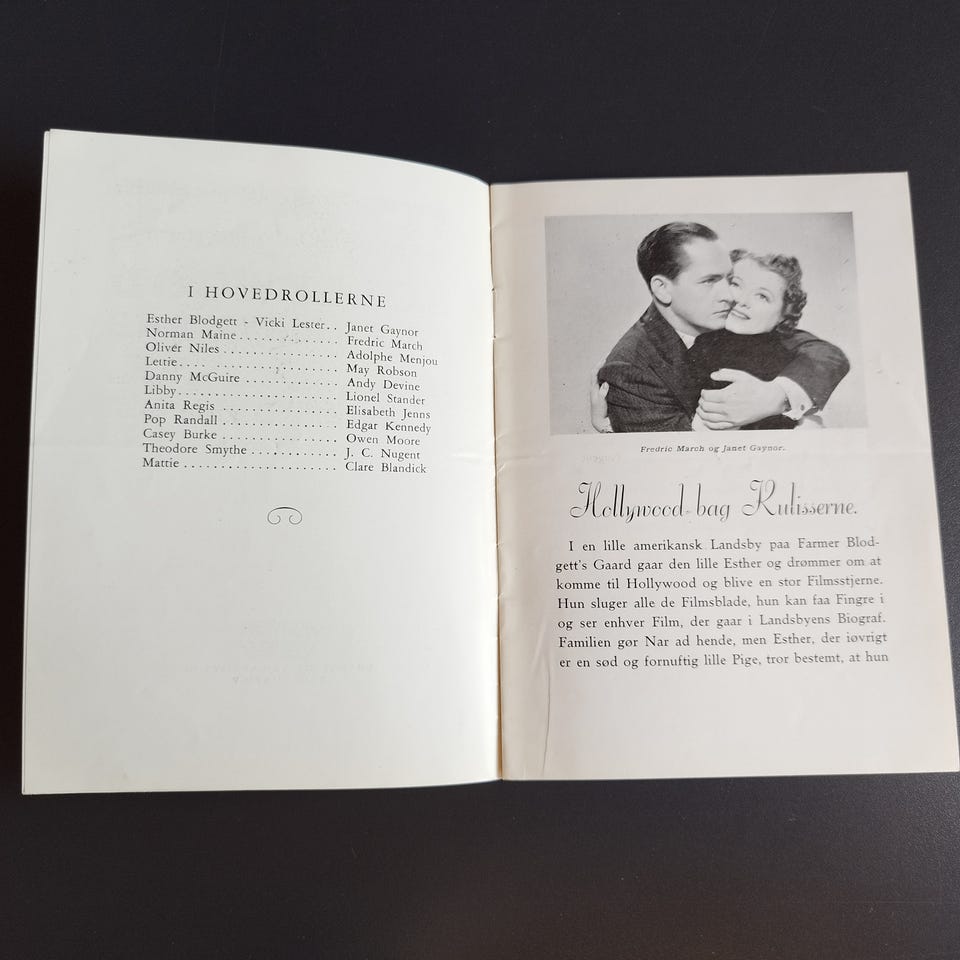 I HOVEDROLLERNE
Esther Blodgett - Vicki Lester.. Janet Gaynor
Norman Maine.............. Fredric March
Oliver Niles ................ Adolphe Menjou
Lettie.... ................. May Robson
Danny McGuire ............. Andy Devine
Libby...................... Lionel Stander
Anita Regis ................ Elisabeth Jenns
Pop Randall ................ Edgar Kennedy
Casey Burke ................ Owen Moore
Theodore Smythe ............ J. C. Nugent
Mattie ..................... Clare Blandick
Fredric March og Janet Gaynor.
Hollywood bag Kulisserne.
I en lille amerikansk Landsby paa Farmer Blod-
gett's Gaard gaar den lille Esther og drømmer om at
komme til Hollywood og blive en stor Filmsstjerne.
Hun sluger alle de Filmsblade, hun kan faa Fingre i
og ser enhver Film, der gaar i Landsbyens Biograf.
Familien gør Nar ad hende, men Esther, der iøvrigt
er en sød og fornuftig lille Pige, tror bestemt, at hun